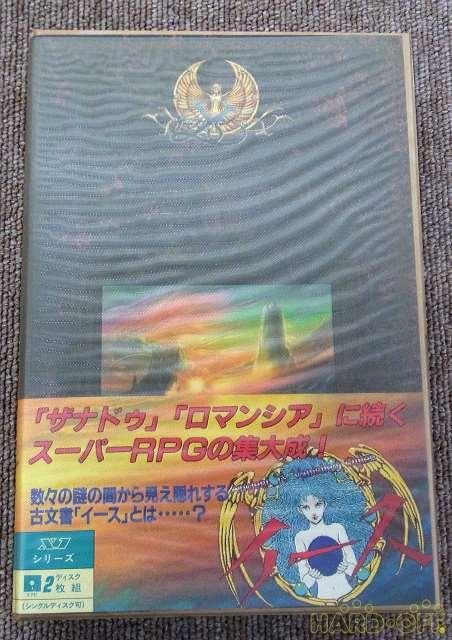 「ザナドゥ」「ロマンシア」に続く
スーパーRPGの集大成！
数々の謎の間から見え隠れする
古文書「イース」とは……？
イース
X1
シリーズ
2 ディスク
枚組
(シングルディスク可)
HARD・OFF